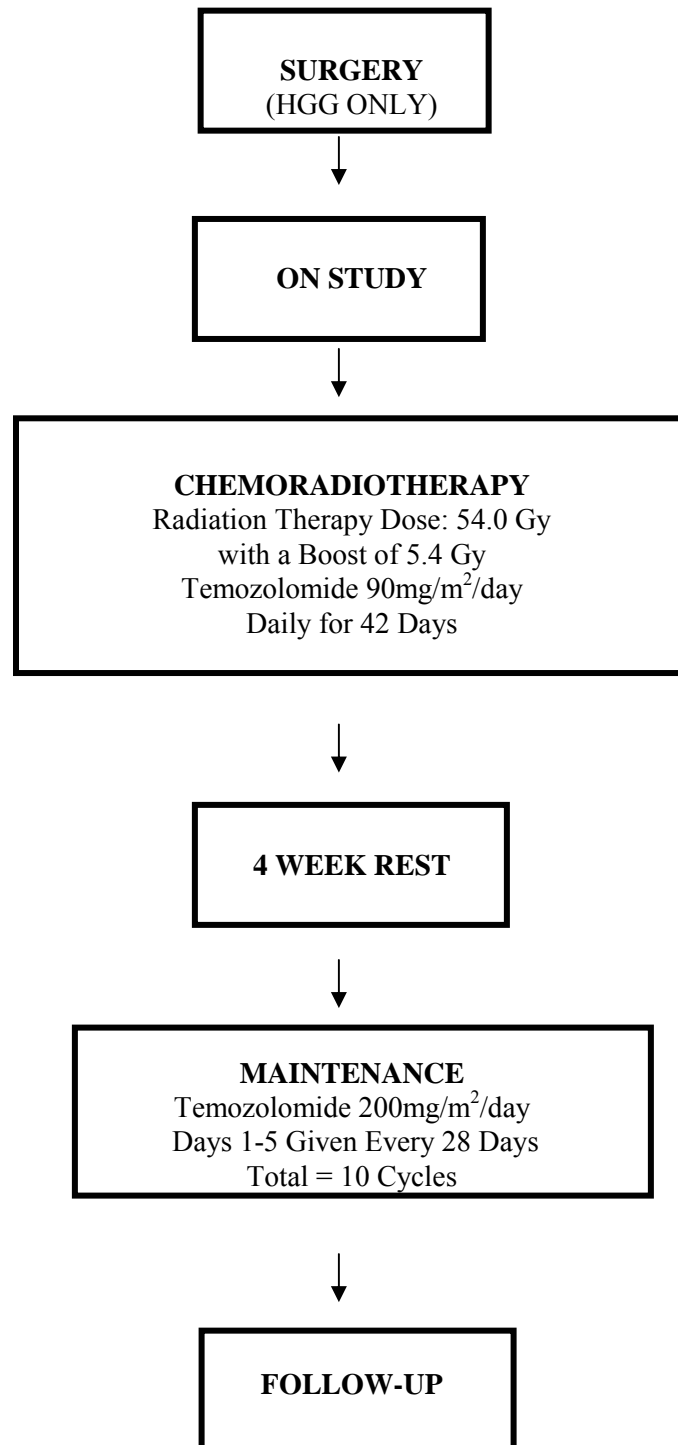 SURGERY
(HGG ONLY)
ON STUDY
CHEMORADIOTHERAPY
Radiation Therapy Dose: 54.0 Gy
with a Boost of 5.4 Gy
Temozolomide 90mg/m²/day
Daily for 42 Days
4 WEEK REST
MAINTENANCE
Temozolomide 200mg/m²/day
Days 1-5 Given Every 28 Days
Total = 10 Cycles
FOLLOW-UP